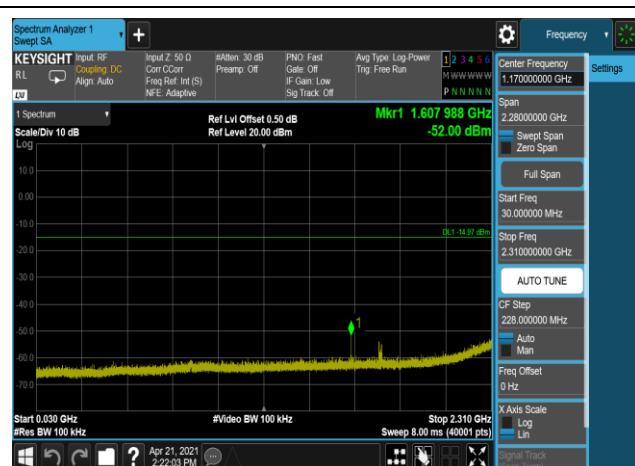 Spectrum Analyzer 1
Swept SA
+
Frequency
KEYSIGHT
RL
LXI
Input: RF
Coupling: DC
Align: Auto
Input Z: 50 Ω
Corr CCorr
Freq Ref: Int (S)
NFE: Adaptive
#Atten: 30 dB
Preamp: Off
PNO: Fast
Gate: Off
IF Gain: Low
Sig Track: Off
Avg Type: Log-Power
Trig: Free Run
1 2 3 4 5 6
M W W W W W
P N N N N N
Center Frequency
1.170000000 GHz
Settings
Span
2.28000000 GHz
Swept Span
Zero Span
Full Span
Start Freq
30.000000 MHz
Stop Freq
2.310000000 GHz
AUTO TUNE
CF Step
228.000000 MHz
Auto
Man
Freq Offset
0 Hz
X Axis Scale
Log
Lin
Signal Track
1 Spectrum
Scale/Div 10 dB
Log
Ref Lvl Offset 0.50 dB
Ref Level 20.00 dBm
Mkr1 1.607 988 GHz
-52.00 dBm
10.0
0.00
-10.0
DL1 -14.97 dBm
-20.0
-30.0
-40.0
1
-50.0
-60.0
-70.0
Start 0.030 GHz
#Res BW 100 kHz
#Video BW 100 kHz
Stop 2.310 GHz
Sweep 8.00 ms (40001 pts)
?
Apr 21, 2021
2:22:03 PM